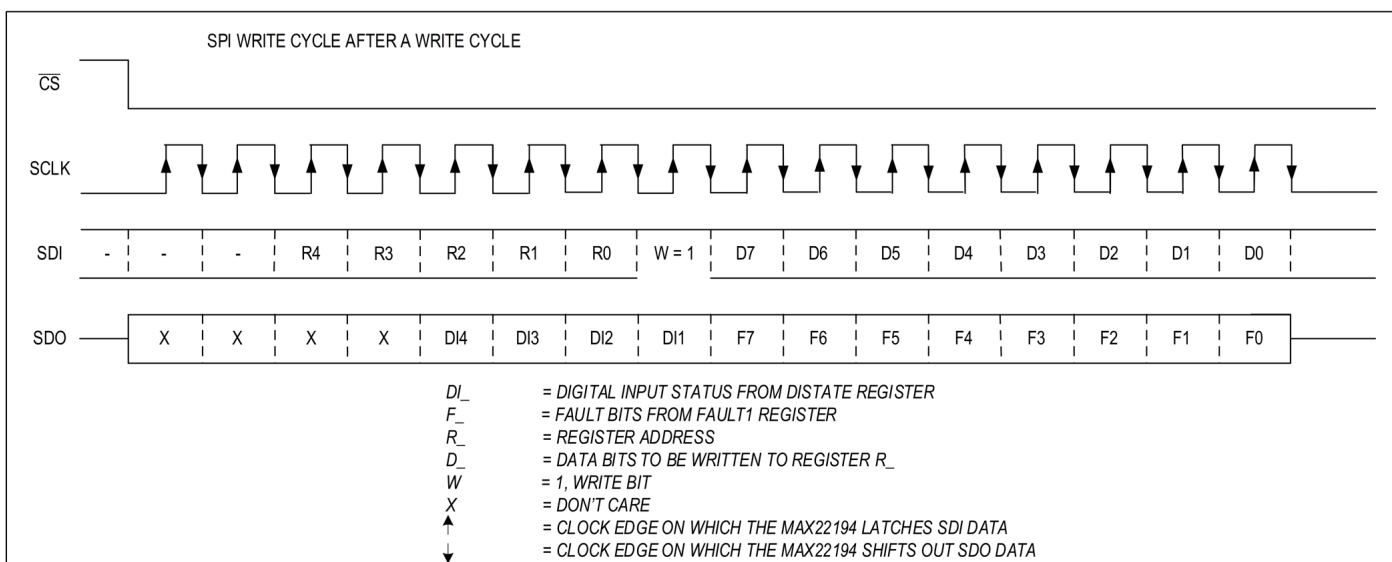 SPI WRITE CYCLE AFTER A WRITE CYCLE
CS
SCLK
SDI - - - R4 R3 R2 R1 R0 W = 1 D7 D6 D5 D4 D3 D2 D1 D0
SDO X X X X DI4 DI3 DI2 DI1 F7 F6 F5 F4 F3 F2 F1 F0
DI_ = DIGITAL INPUT STATUS FROM DISTATE REGISTER
F_ = FAULT BITS FROM FAULT1 REGISTER
R_ = REGISTER ADDRESS
D_ = DATA BITS TO BE WRITTEN TO REGISTER R_
W = 1, WRITE BIT
X = DON'T CARE
↑ = CLOCK EDGE ON WHICH THE MAX22194 LATCHES SDI DATA
↓ = CLOCK EDGE ON WHICH THE MAX22194 SHIFTS OUT SDO DATA